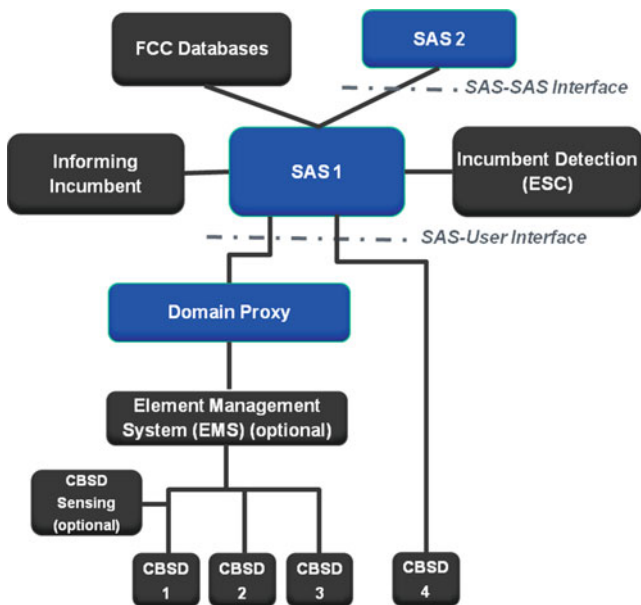 FCC Databases
SAS 2
SAS-SAS Interface
Informing
Incumbent
SAS 1
Incumbent Detection
(ESC)
SAS-User Interface
Domain Proxy
Element Management
System (EMS) (optional)
CBSD
Sensing
(optional)
CBSD
1
CBSD
2
CBSD
3
CBSD
4